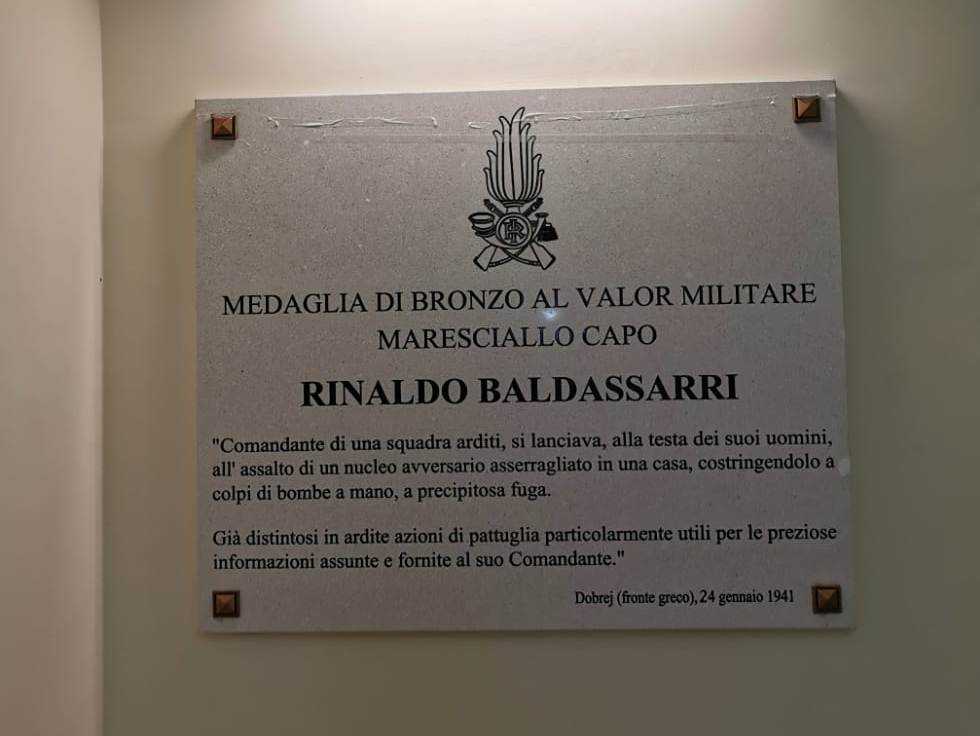 RI
MEDAGLIA DI BRONZO AL VALOR MILITARE
MARESCIALLO CAPO
RINALDO BALDASSARRI
"Comandante di una squadra arditi, si lanciava, alla testa dei suoi uomini,
all' assalto di un nucleo avversario asserragliato in una casa, costringendolo a
colpi di bombe a mano, a precipitosa fuga.
Già distintosi in ardite azioni di pattuglia particolarmente utili per le preziose
informazioni assunte e fornite al suo Comandante."
Dobrej (fronte greco), 24 gennaio 1941